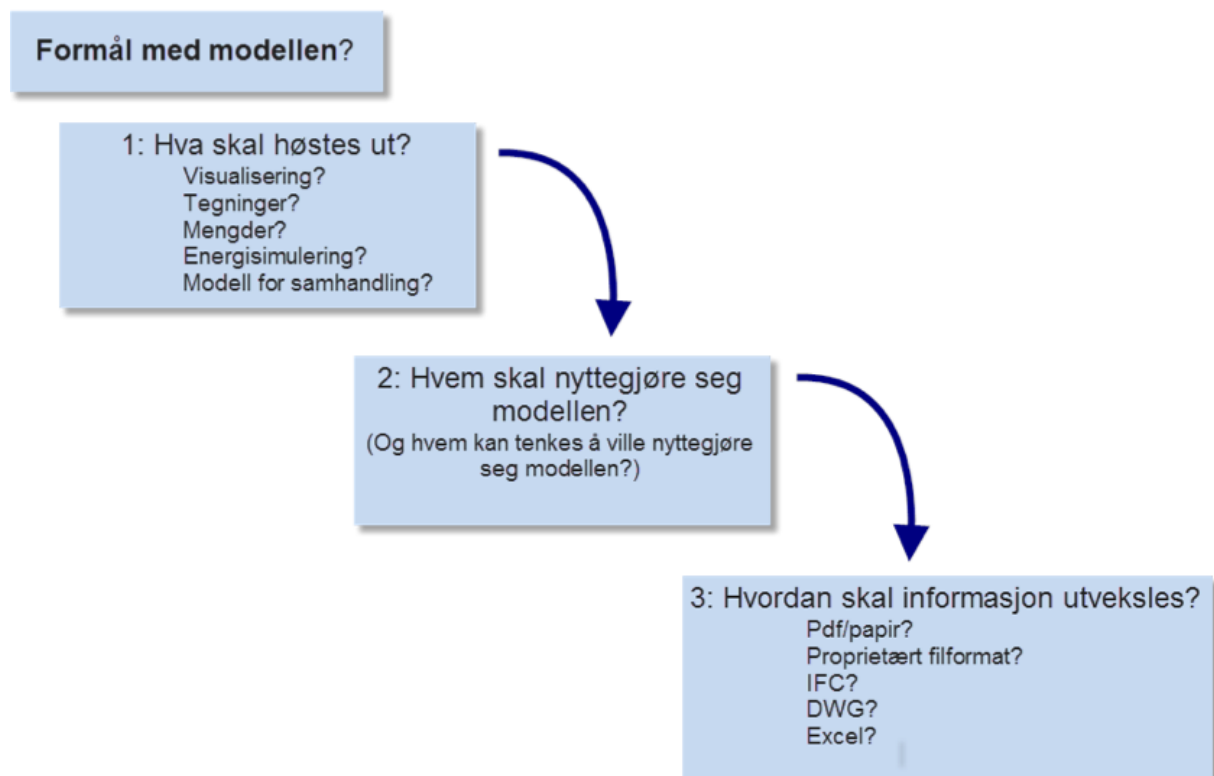 Formål med modellen?
1: Hva skal høstes ut?
Visualisering?
Tegninger?
Mengder?
Energisimulering?
Modell for samhandling?
2: Hvem skal nyttegjøre seg
modellen?
(Og hvem kan tenkes å ville nyttegjøre
seg modellen?)
3: Hvordan skal informasjon utveksles?
Pdf/papir?
Proprietært filformat?
IFC?
DWG?
Excel?